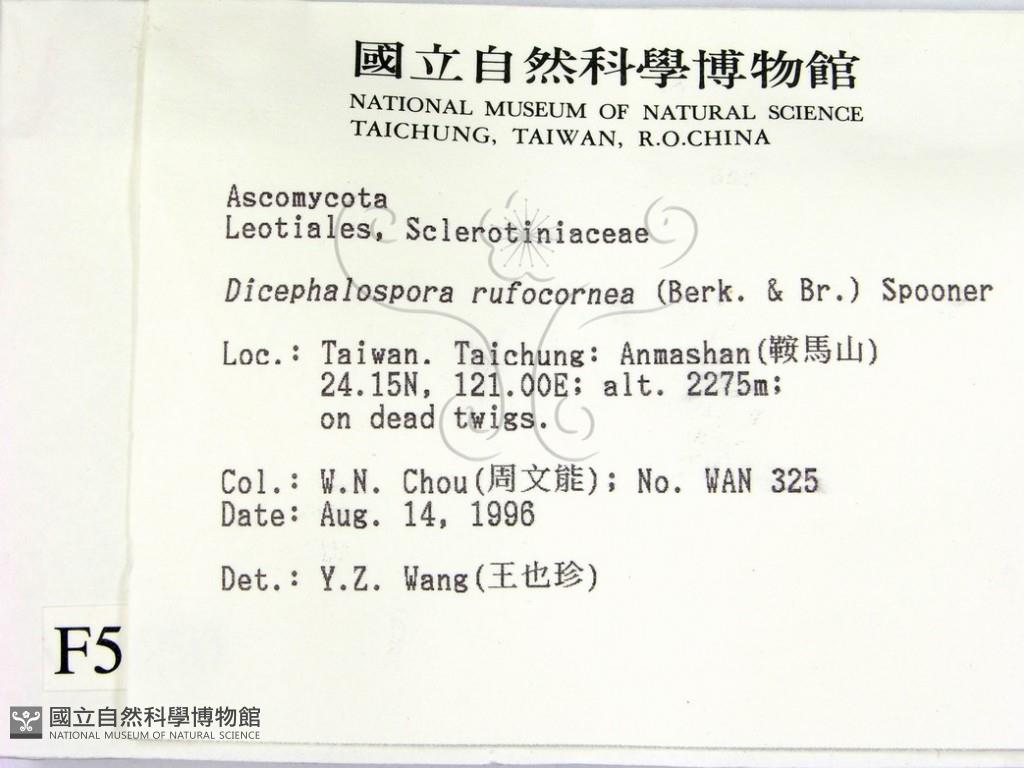 國立自然科學博物館
NATIONAL MUSEUM OF NATURAL SCIENCE
TAICHUNG, TAIWAN, R.O.CHINA
Ascomycota
Leotiales, Sclerotiniaceae
Dicephalospora rufocornea (Berk. & Br.) Spooner
Loc.: Taiwan. Taichung: Anmashan(鞍馬山)
24.15N, 121.00E; alt. 2275m;
on dead twigs.
Col.: W.N. Chou(周文能); No. WAN 325
Date: Aug. 14, 1996
Det.: Y.Z. Wang(王也珍)
F5
國立自然科學博物館
NATIONAL MUSEUM OF NATURAL SCIENCE